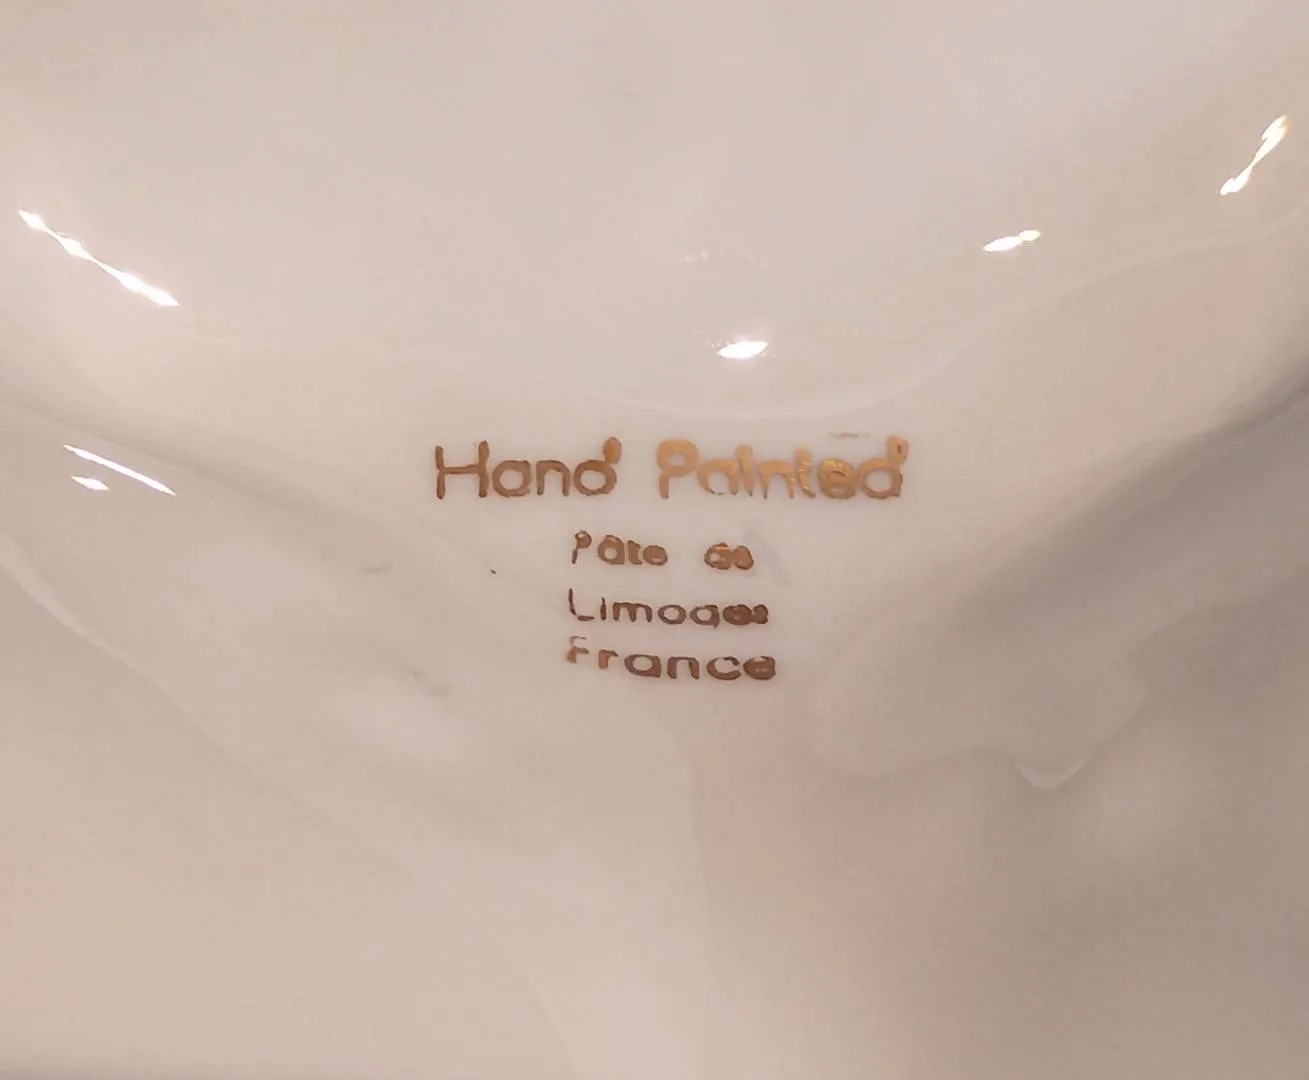 Hand Painted
Pâte de
Limoges
France